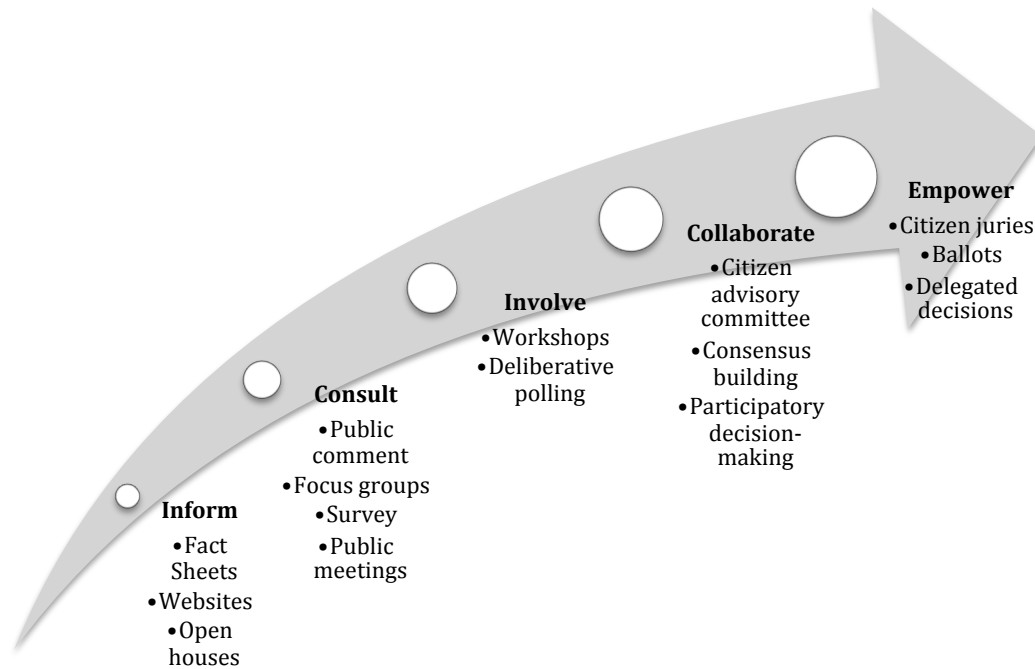 Inform
•Fact
Sheets
•Websites
•Open
houses
Consult
•Public
comment
•Focus groups
•Survey
•Public
meetings
Involve
•Workshops
•Deliberative
polling
Collaborate
•Citizen
advisory
committee
•Consensus
building
•Participatory
decision-
making
Empower
•Citizen juries
•Ballots
•Delegated
decisions